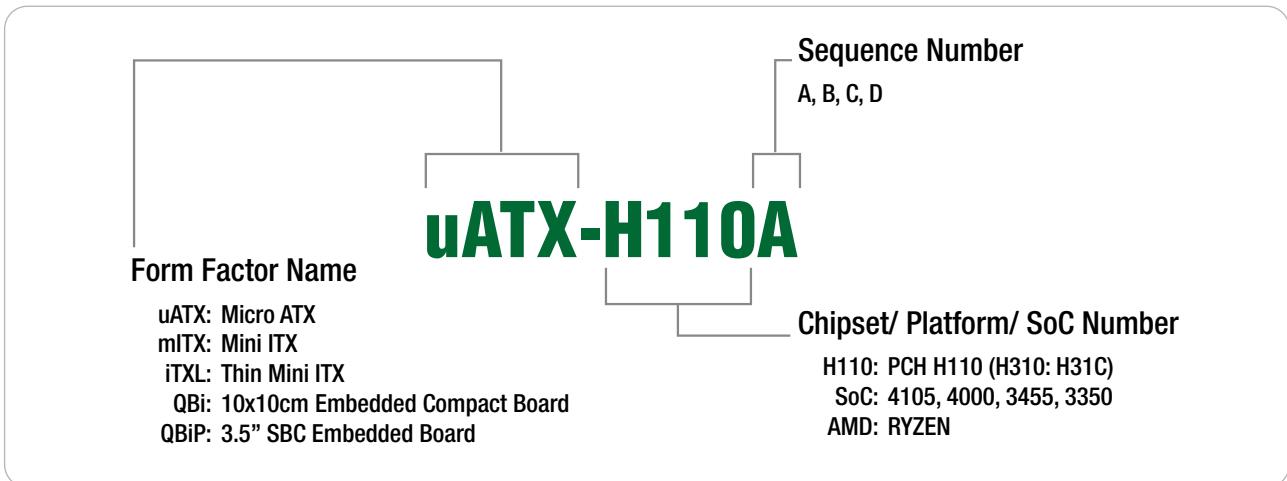 Sequence Number
A, B, C, D
uATX-H110A
Form Factor Name
uATX: Micro ATX
mITX: Mini ITX
iTXL: Thin Mini ITX
QBi: 10x10cm Embedded Compact Board
QBiP: 3.5” SBC Embedded Board
Chipset/ Platform/ SoC Number
H110: PCH H110 (H310: H31C)
SoC: 4105, 4000, 3455, 3350
AMD: RYZEN